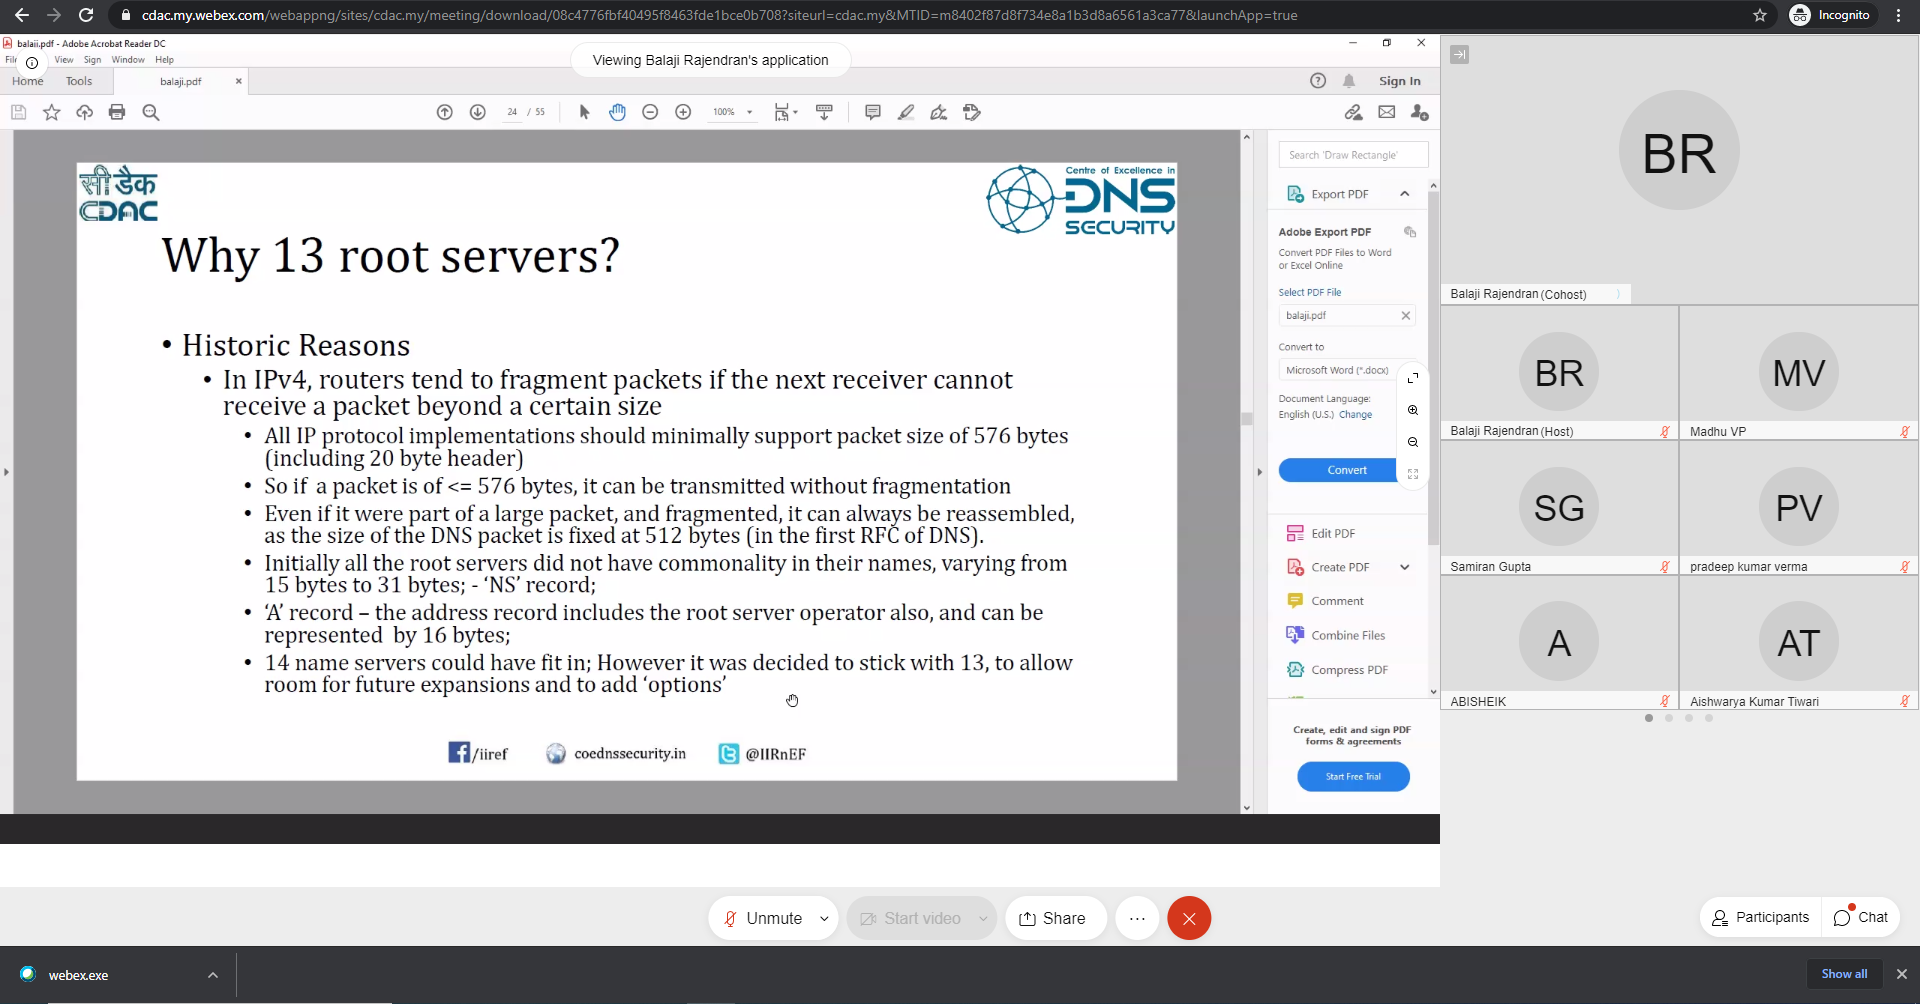 cdac.my.webex.com/webappng/sites/cdac.my/meeting/download/08c4776fbf40495f8463fde1bce0b708?siteurl=cdac.my&MTID=m8402f87d8f734e8a1b3d8a6561a3ca77&launchApp=true
Incognito
balaji.pdf - Adobe Acrobat Reader DC
View Sign Window Help
Viewing Balaji Rajendran's application
Home Tools balaji.pdf
Sign In
24 / 55
100%
सी डैक
CDAC
Centre of Excellence in
DNS
SECURITY
Why 13 root servers?
• Historic Reasons
• In IPv4, routers tend to fragment packets if the next receiver cannot
receive a packet beyond a certain size
• All IP protocol implementations should minimally support packet size of 576 bytes
(including 20 byte header)
• So if a packet is of <= 576 bytes, it can be transmitted without fragmentation
• Even if it were part of a large packet, and fragmented, it can always be reassembled,
as the size of the DNS packet is fixed at 512 bytes (in the first RFC of DNS).
• Initially all the root servers did not have commonality in their names, varying from
15 bytes to 31 bytes; - ‘NS’ record;
• ‘A’ record – the address record includes the root server operator also, and can be
represented by 16 bytes;
• 14 name servers could have fit in; However it was decided to stick with 13, to allow
room for future expansions and to add ‘options’
/iiref
coednssecurity.in
@IIRnEF
Search 'Draw Rectangle'
Export PDF
Adobe Export PDF
Convert PDF Files to Word
or Excel Online
Select PDF File
balaji.pdf
Convert to
Microsoft Word (*.docx)
Document Language:
English (U.S.) Change
Convert
Edit PDF
Create PDF
Comment
Combine Files
Compress PDF
Create, edit and sign PDF
forms & agreements
Start Free Trial
BR
Balaji Rajendran (Cohost)
BR
Balaji Rajendran (Host)
MV
Madhu VP
SG
Samiran Gupta
PV
pradeep kumar verma
A
ABISHEIK
AT
Aishwarya Kumar Tiwari
Unmute
Start video
Share
Participants
Chat
webex.exe
Show all